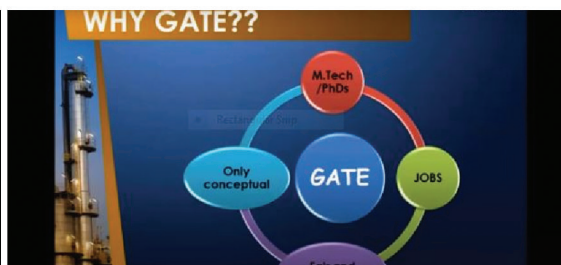 WHY GATE??
M.Tech
/PhDs
Only
conceptual
GATE
JOBS